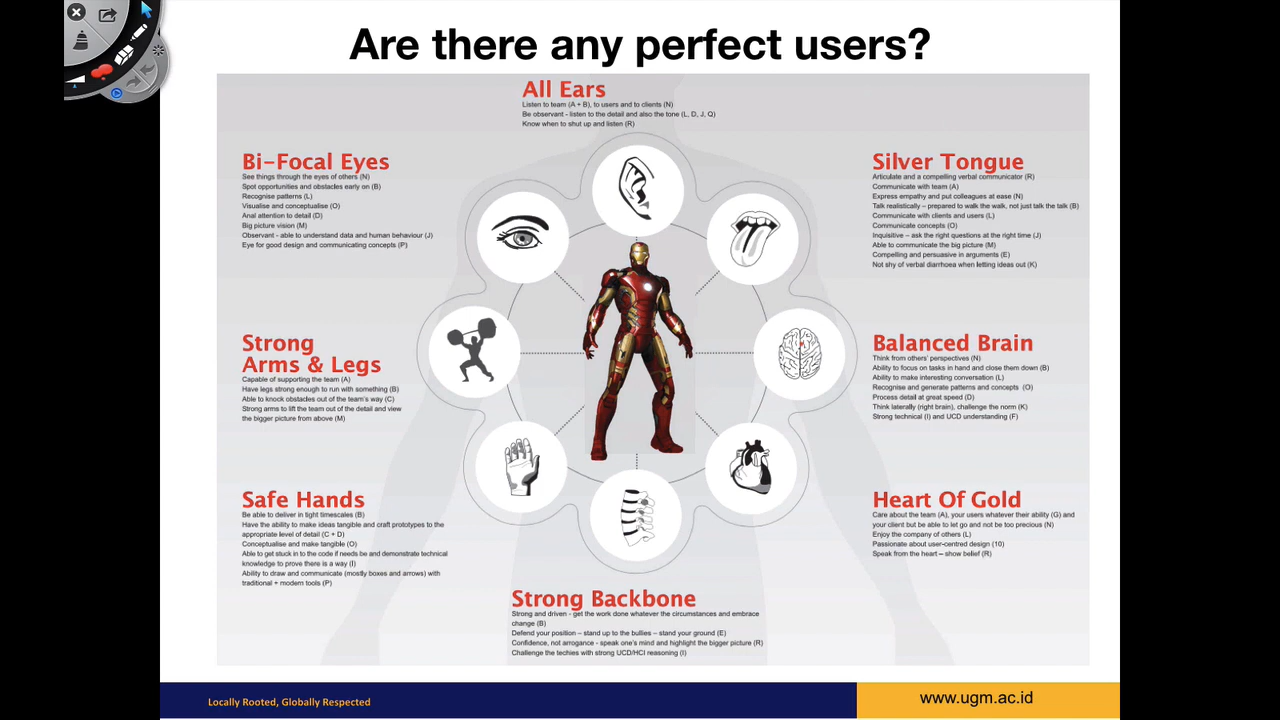 Are there any perfect users?
All Ears
Listen to team (A + B), to users and to clients (N)
Be observant - listen to the detail and also the tone (L, D, J, Q)
Know when to shut up and listen (R)
Bi-Focal Eyes
See things through the eyes of others (N)
Spot opportunities and obstacles early on (B)
Recognise patterns (L)
Visualise and conceptualise (O)
Anal attention to detail (D)
Big picture vision (M)
Observant - able to understand data and human behaviour (J)
Eye for good design and communicating concepts (P)
Silver Tongue
Articulate and a compelling verbal communicator (R)
Communicate with team (A)
Express empathy and put colleagues at ease (N)
Talk realistically – prepared to walk the walk, not just talk the talk (B)
Communicate with clients and users (L)
Communicate concepts (O)
Inquisitive – ask the right questions at the right time (J)
Able to communicate the big picture (M)
Compelling and persuasive in arguments (E)
Not shy of verbal diarrhoea when letting ideas out (K)
Strong
Arms & Legs
Capable of supporting the team (A)
Have legs strong enough to run with something (B)
Able to knock obstacles out of the team's way (C)
Strong arms to lift the team out of the detail and view
the bigger picture from above (M)
Balanced Brain
Think from others' perspectives (N)
Ability to focus on tasks in hand and close them down (B)
Ability to make interesting conversation (L)
Recognise and generate patterns and concepts (O)
Process detail at great speed (D)
Think laterally (right brain), challenge the norm (K)
Strong technical (I) and UCD understanding (F)
Safe Hands
Be able to deliver in tight timescales (B)
Have the ability to make ideas tangible and craft prototypes to the
appropriate level of detail (C + D)
Conceptualise and make tangible (O)
Able to get stuck in to the code if needs be and demonstrate technical
knowledge to prove there is a way (I)
Ability to draw and communicate (mostly boxes and arrows) with
traditional + modern tools (P)
Heart Of Gold
Care about the team (A), your users whatever their ability (G) and
your client but be able to let go and not be too precious (N)
Enjoy the company of others (L)
Passionate about user-centred design (10)
Speak from the heart – show belief (R)
Strong Backbone
Strong and driven - get the work done whatever the circumstances and embrace
change (B)
Defend your position – stand up to the bullies – stand your ground (E)
Confidence, not arrogance - speak one's mind and highlight the bigger picture (R)
Challenge the techies with strong UCD/HCI reasoning (I)
Locally Rooted, Globally Respected
www.ugm.ac.id